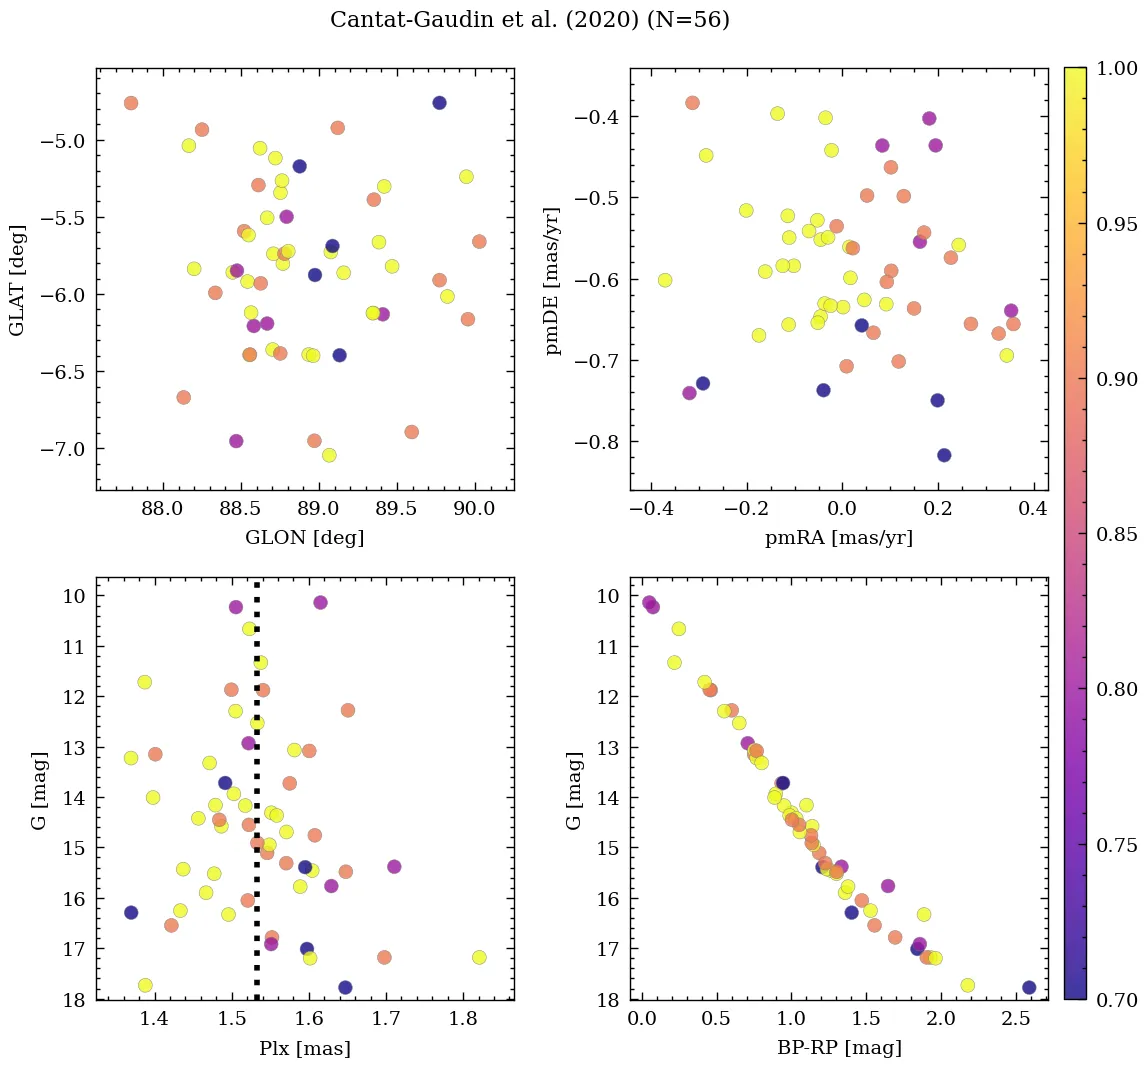 Cantat-Gaudin et al. (2020) (N=56)
−5.0
−5.5
−6.0
−6.5
−7.0
GLAT [deg]
88.0 88.5 89.0 89.5 90.0
GLON [deg]
−0.4
−0.5
−0.6
−0.7
−0.8
pmDE [mas/yr]
−0.4 −0.2 0.0 0.2 0.4
pmRA [mas/yr]
1.00
0.95
0.90
0.85
0.80
0.75
0.70
10
11
12
13
14
15
16
17
18
G [mag]
1.4 1.5 1.6 1.7 1.8
Plx [mas]
10
11
12
13
14
15
16
17
18
G [mag]
0.0 0.5 1.0 1.5 2.0 2.5
BP-RP [mag]